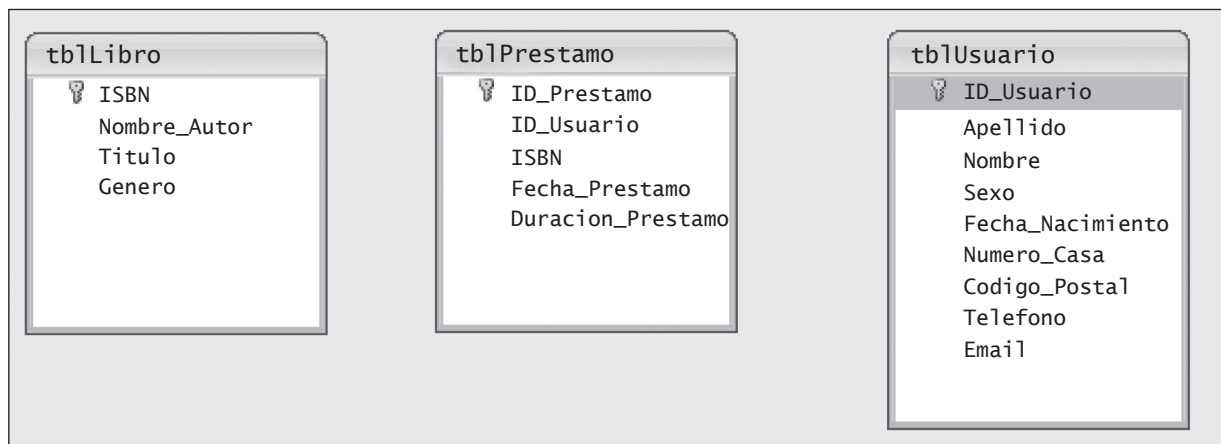 tblLibro
ISBN
Nombre_Autor
Titulo
Genero
tblPrestamo
ID_Prestamo
ID_Usuario
ISBN
Fecha_Prestamo
Duracion_Prestamo
tblUsuario
ID_Usuario
Apellido
Nombre
Sexo
Fecha_Nacimiento
Numero_Casa
Codigo_Postal
Telefono
Email